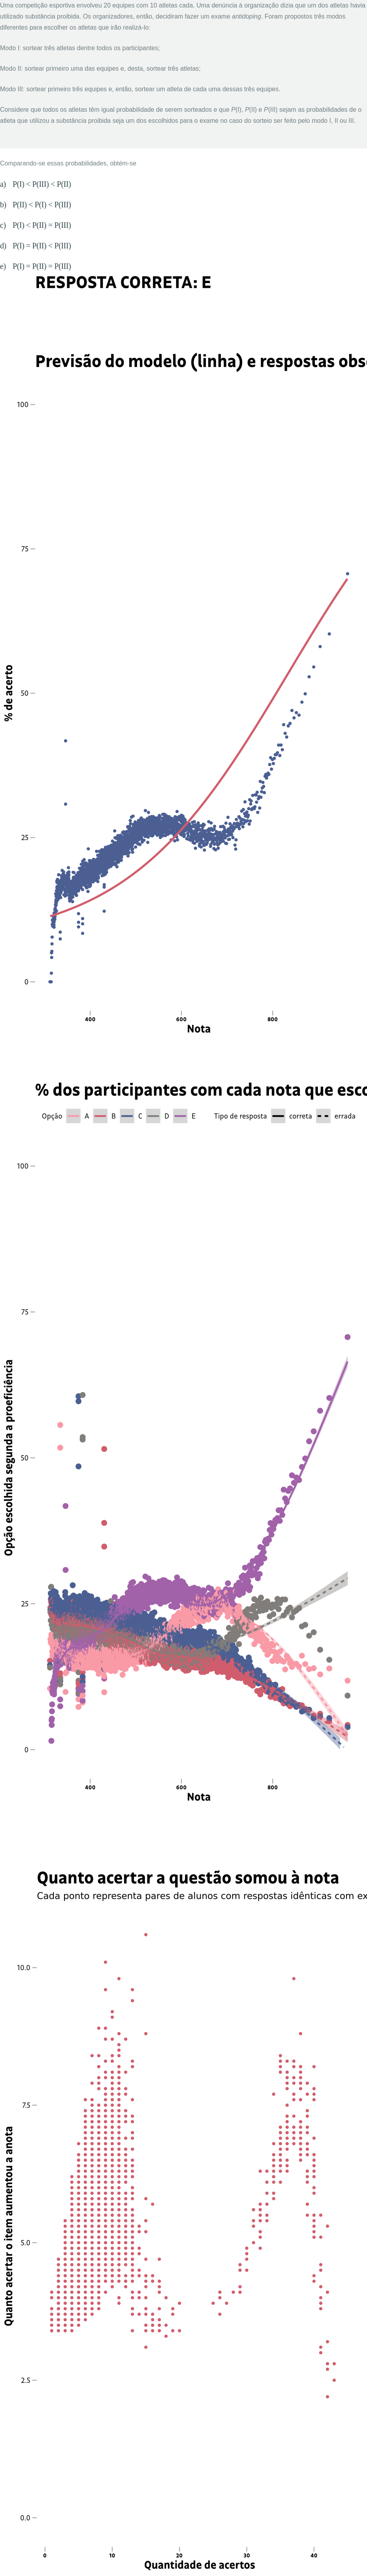 Uma competição esportiva envolveu 20 equipes com 10 atletas cada. Uma denúncia à organização dizia que um dos atletas havia
utilizado substância proibida. Os organizadores, então, decidiram fazer um exame antidoping. Foram propostos três modos
diferentes para escolher os atletas que irão realizá-lo:
Modo I: sortear três atletas dentre todos os participantes;
Modo II: sortear primeiro uma das equipes e, desta, sortear três atletas;
Modo III: sortear primeiro três equipes e, então, sortear um atleta de cada uma dessas três equipes.
Considere que todos os atletas têm igual probabilidade de serem sorteados e que P(I), P(II) e P(III) sejam as probabilidades de o
atleta que utilizou a substância proibida seja um dos escolhidos para o exame no caso do sorteio ser feito pelo modo I, II ou III.
Comparando-se essas probabilidades, obtém-se
a) P(I) < P(III) < P(II)
b) P(II) < P(I) < P(III)
c) P(I) < P(II) = P(III)
d) P(I) = P(II) < P(III)
e) P(I) = P(II) = P(III)
RESPOSTA CORRETA: E
Previsão do modelo (linha) e respostas obs
100
75
50
25
0
% de acerto
400 600 800
Nota
% dos participantes com cada nota que esco
Opção A B C D E Tipo de resposta correta errada
100
75
50
25
0
Opção escolhida segunda a proeficiência
400 600 800
Nota
Quanto acertar a questão somou à nota
Cada ponto representa pares de alunos com respostas idênticas com ex
10.0
7.5
5.0
2.5
0.0
Quanto acertar o item aumentou a anota
0 10 20 30 40
Quantidade de acertos